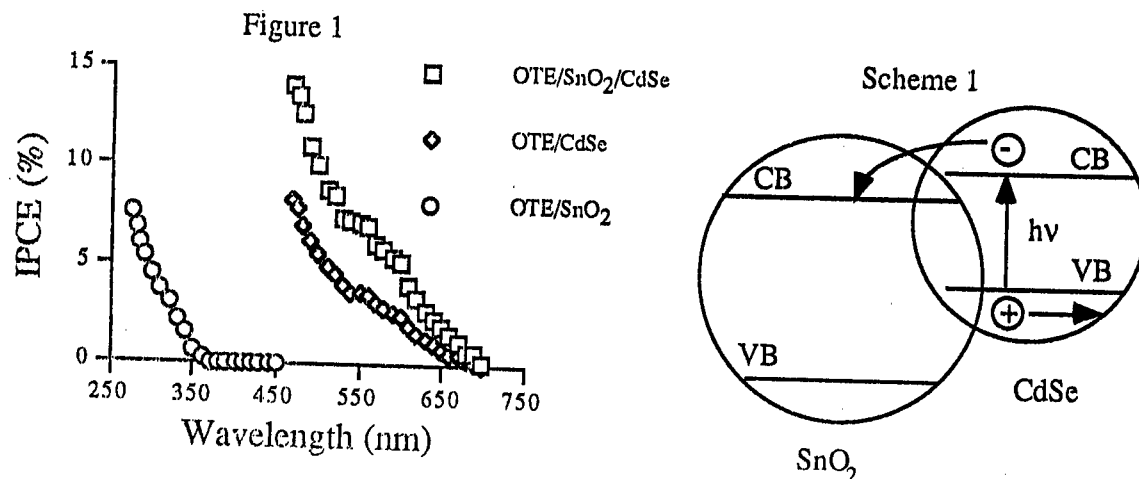 Figure 1
15
10
5
0
IPCE (%)
250
350
450
550
650
750
Wavelength (nm)
OTE/SnO2/CdSe
OTE/CdSe
OTE/SnO2
Scheme 1
CB
VB
SnO2
-
CB
hν
VB
+
CdSe